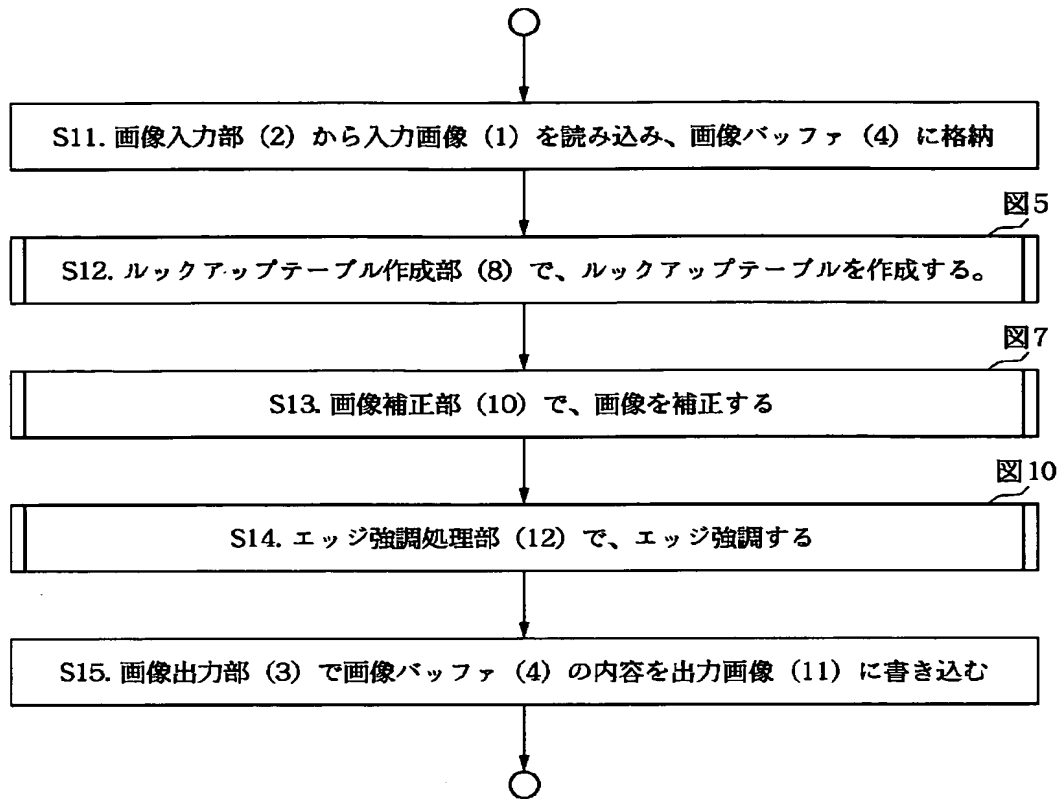 S11. 画像入力部（2）から入力画像（1）を読み込み、画像バッファ（4）に格納
図5
S12. ルックアップテーブル作成部（8）で、ルックアップテーブルを作成する。
図7
S13. 画像補正部（10）で、画像を補正する
図10
S14. エッジ強調処理部（12）で、エッジ強調する
S15. 画像出力部（3）で画像バッファ（4）の内容を出力画像（11）に書き込む